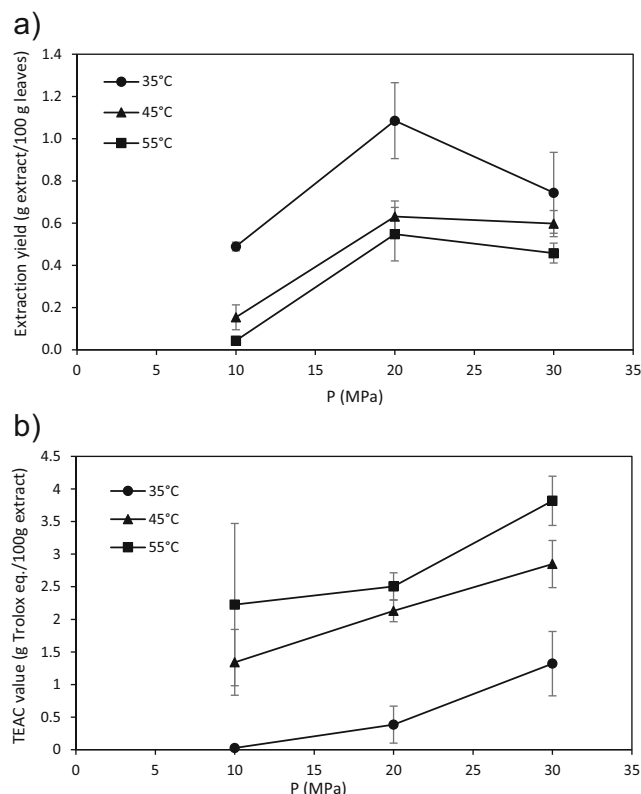 a)
Extraction yield (g extract/100 g leaves)
1.4
1.2
1.0
0.8
0.6
0.4
0.2
0.0
35°C
45°C
55°C
0 5 10 15 20 25 30 35
P (MPa)
b)
TEAC value (g Trolox eq./100g extract)
4.5
4
3.5
3
2.5
2
1.5
1
0.5
0
35°C
45°C
55°C
0 5 10 15 20 25 30 35
P (MPa)